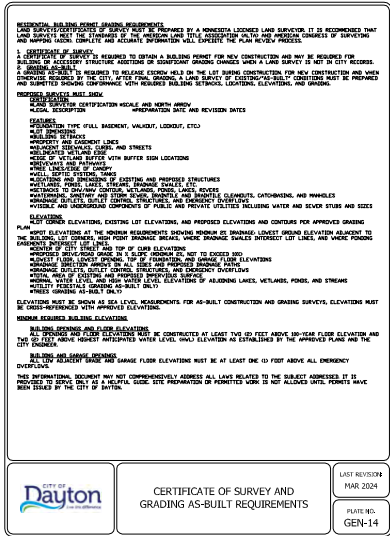 RESIDENTIAL BUILDING PERMIT GRADING REQUIREMENTS
LAND SURVEYS/CERTIFICATES OF SURVEY MUST BE PREPARED BY A MINNESOTA LICENSED LAND SURVEYOR. IT IS RECOMMENDED THAT
LAND SURVEYS MEET THE STANDARDS OF THE AMERICAN LAND TITLE ASSOCIATION (ALTA) AND AMERICAN CONGRESS OF SURVEYING
AND MAPPING (ACSM). COMPLETE AND ACCURATE INFORMATION WILL EXPEDITE THE PLAN REVIEW PROCESS.
1. CERTIFICATE OF SURVEY
A CERTIFICATE OF SURVEY IS REQUIRED TO OBTAIN A BUILDING PERMIT FOR NEW CONSTRUCTION AND MAY BE REQUIRED FOR
BUILDING OR ACCESSORY STRUCTURE ADDITIONS OR SIGNIFICANT GRADING CHANGES WHEN A LAND SURVEY IS NOT IN CITY RECORDS.
2. GRADING AS-BUILT
A GRADING AS-BUILT IS REQUIRED TO RELEASE ESCROW HELD ON THE LOT DURING CONSTRUCTION FOR NEW CONSTRUCTION AND WHEN
OTHERWISE REQUIRED BY THE CITY. AFTER FINAL GRADING, A LAND SURVEY OF EXISTING/"AS-BUILT" CONDITIONS MUST BE PREPARED
AND SUBMITTED SHOWING CONFORMANCE WITH REQUIRED BUILDING SETBACKS, LOCATIONS, ELEVATIONS, AND GRADING.
PROPOSED SURVEYS MUST SHOW
CERTIFICATION
*LAND SURVEYOR CERTIFICATION *SCALE AND NORTH ARROW
*LEGAL DESCRIPTION *PREPARATION DATE AND REVISION DATES
FEATURES
*FOUNDATION TYPE (FULL BASEMENT, WALKOUT, LOOKOUT, ETC.)
*LOT DIMENSIONS
*BUILDING SETBACKS
*PROPERTY AND EASEMENT LINES
*ADJACENT SIDEWALKS, CURBS, AND STREETS
*DELINEATED WETLAND EDGE
*EDGE OF WETLAND BUFFER WITH BUFFER SIGN LOCATIONS
*DRIVEWAYS AND PATHWAYS
*TREE LINES/EDGE OF CANOPY
*WELL, SEPTIC SYSTEMS, TANKS
*LOCATIONS AND DIMENSIONS OF EXISTING AND PROPOSED STRUCTURES
*WETLANDS, PONDS, LAKES, STREAMS, DRAINAGE SWALES, ETC.
*SETBACKS TO OHW/NHW CONTOUR, WETLANDS, PONDS, LAKES, RIVERS
*WATERMAINS, SANITARY AND STORM SEWER, DRAINTILE AND DRAINTILE CLEANOUTS, CATCHBASINS, AND MANHOLES
*DRAINAGE OUTLETS, OUTLET CONTROL STRUCTURES, AND EMERGENCY OVERFLOWS
*VISIBLE AND UNDERGROUND COMPONENTS OF PUBLIC AND PRIVATE UTILITIES INCLUDING WATER AND SEWER STUBS AND SIZES
ELEVATIONS
*LOT CORNER ELEVATIONS, EXISTING LOT ELEVATIONS, AND PROPOSED ELEVATIONS AND CONTOURS PER APPROVED GRADING
PLAN
*SPOT ELEVATIONS AT THE MINIMUM REQUIREMENTS SHOWING MINIMUM 2% DRAINAGE: LOWEST GROUND ELEVATION ADJACENT TO
THE BUILDING, LOT CORNERS, HIGH POINT DRAINAGE BREAKS, WHERE DRAINAGE SWALES INTERSECT LOT LINES, AND WHERE PONDING
EASEMENTS INTERSECT LOT LINES.
*CENTER OF CITY STREET AND TOP OF CURB ELEVATIONS
*PROPOSED DRIVE/ROAD GRADE IN % SLOPE (MINIMUM 2%, NOT TO EXCEED 10%)
*LOWEST FLOOR, LOWEST OPENING, TOP OF FOUNDATION, AND GARAGE FLOOR ELEVATIONS
*DRAINAGE DIRECTION ARROWS ON ALL SIDES AND PROPOSED DRAINAGE PATHS
*DRAINAGE OUTLETS, OUTLET CONTROL STRUCTURES, AND EMERGENCY OVERFLOWS
*TOTAL AREA OF EXISTING AND PROPOSED IMPERVIOUS SURFACE
*NORMAL WATER LEVEL AND HIGH WATER LEVEL ELEVATIONS OF ADJOINING LAKES, WETLANDS, PONDS, AND STREAMS
*UTILITY PEDESTALS (GRADING AS-BUILT ONLY)
*TREES (GRADING AS-BUILT ONLY)
ELEVATIONS MUST BE SHOWN AS SEA LEVEL MEASUREMENTS. FOR AS-BUILT CONSTRUCTION AND GRADING SURVEYS, ELEVATIONS MUST
BE CROSS-REFERENCED WITH APPROVED ELEVATIONS.
MINIMUM REQUIRED BUILDING ELEVATIONS
BUILDING OPENINGS AND FLOOR ELEVATIONS
ALL OPENINGS AND FLOOR ELEVATIONS MUST BE CONSTRUCTED AT LEAST TWO (2) FEET ABOVE 100-YEAR FLOOR ELEVATION AND
TWO (2) FEET ABOVE HIGHEST ANTICIPATED WATER LEVEL (HWL) ELEVATION AS ESTABLISHED BY THE APPROVED PLANS AND THE
CITY ENGINEER.
BUILDING AND GARAGE OPENINGS
ALL LOW ADJACENT GRADE AND GARAGE FLOOR ELEVATIONS MUST BE AT LEAST ONE (1) FOOT ABOVE ALL EMERGENCY
OVERFLOWS.
THIS INFORMATIONAL DOCUMENT MAY NOT COMPREHENSIVELY ADDRESS ALL LAWS RELATED TO THE SUBJECT ADDRESSED. IT IS
PROVIDED TO SERVE ONLY AS A HELPFUL GUIDE. SITE PREPARATION OR PERMITTED WORK IS NOT ALLOWED UNTIL PERMITS HAVE
BEEN ISSUED BY THE CITY OF DAYTON.
CITY OF
Dayton
CERTIFICATE OF SURVEY AND
GRADING AS-BUILT REQUIREMENTS
LAST REVISION:
MAR 2024
PLATE NO.
GEN-14